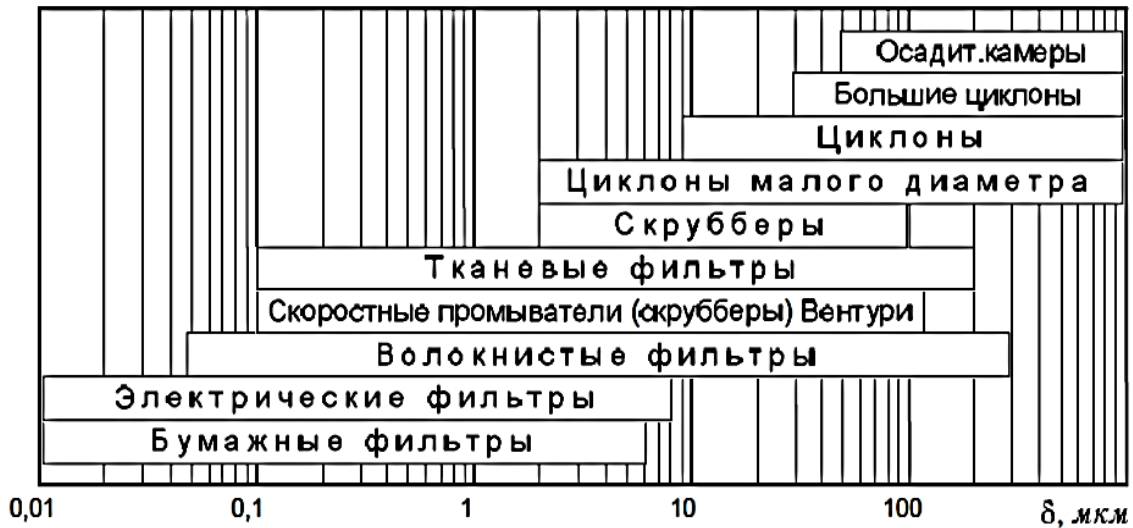 Осадит.камеры
Большие циклоны
Циклоны
Циклоны малого диаметра
Скрубберы
Тканевые фильтры
Скоростные промыватели (скрубберы) Вентури
Волокнистые фильтры
Электрические фильтры
Бумажные фильтры
0,01 0,1 1 10 100 δ, мкм